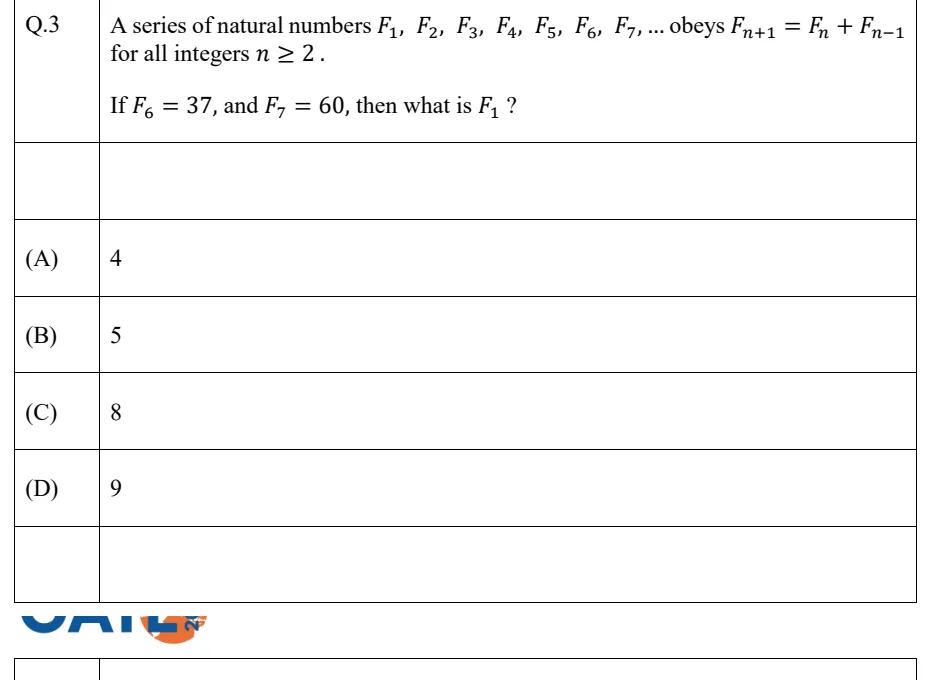 Q.3 A series of natural numbers F₁, F₂, F₃, F₄, F₅, F₆, F₇, ... obeys Fₙ₊₁ = Fₙ + Fₙ₋₁
for all integers n ≥ 2 .
If F₆ = 37, and F₇ = 60, then what is F₁ ?
(A) 4
(B) 5
(C) 8
(D) 9